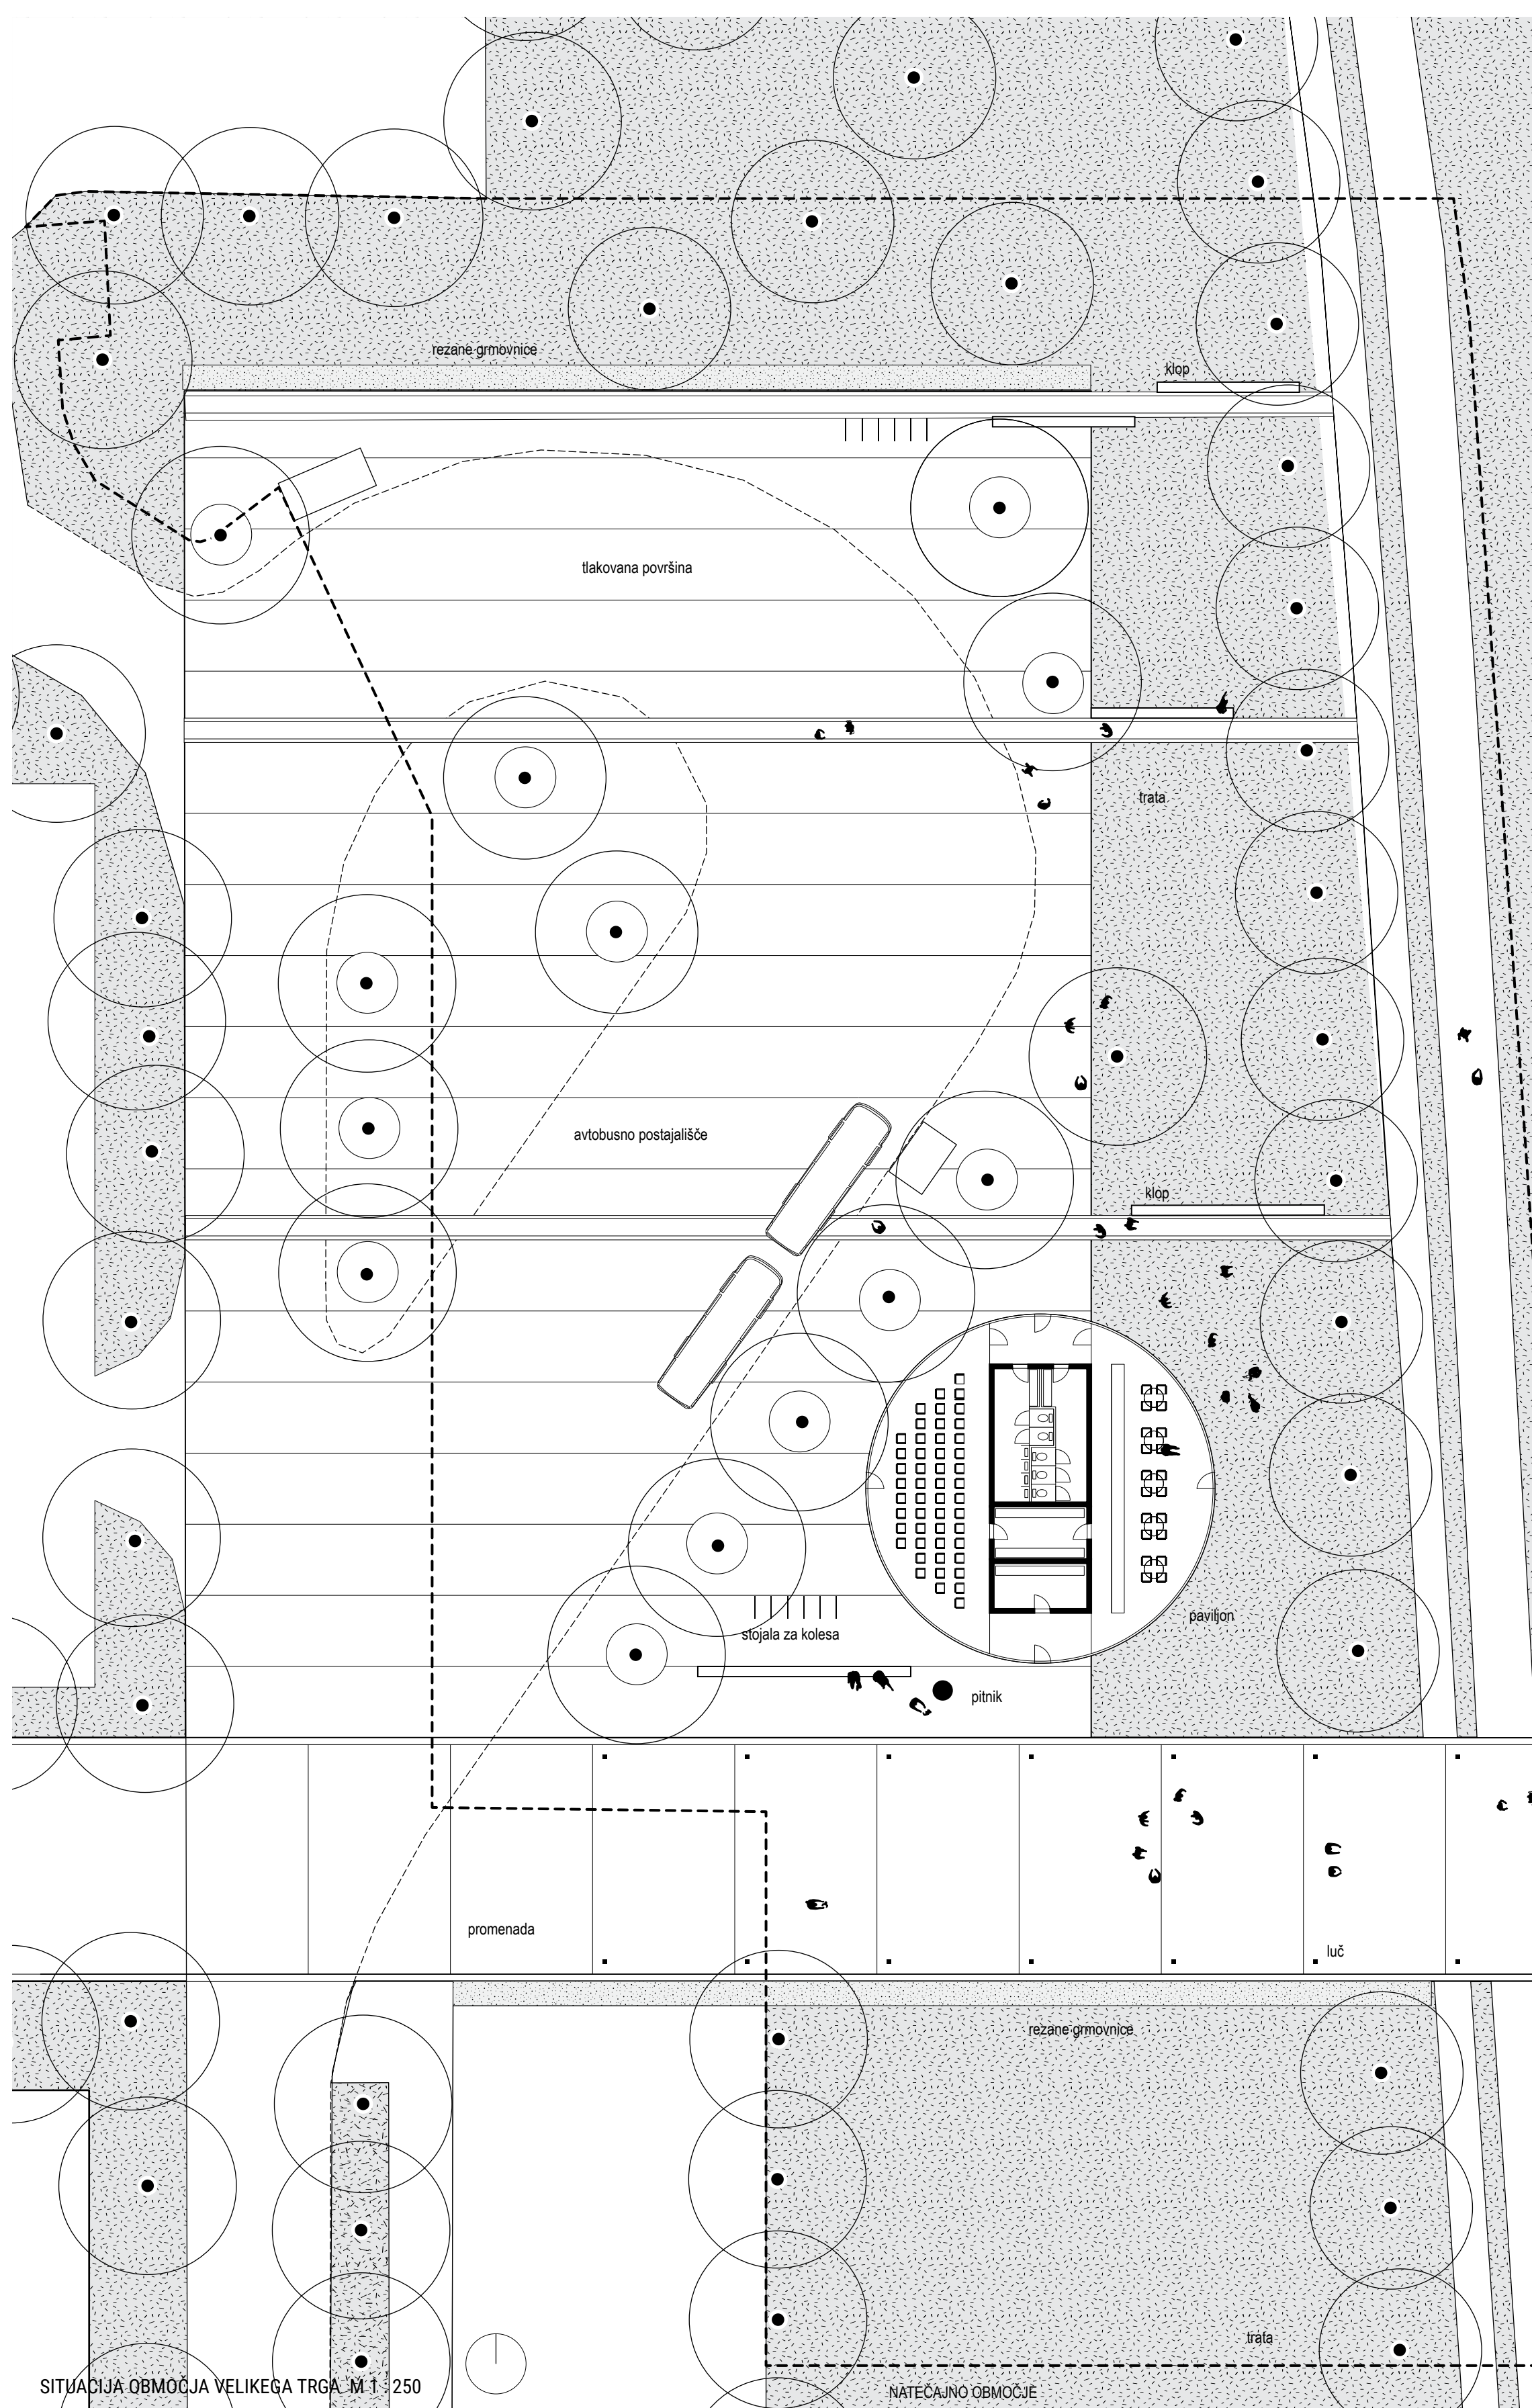 rezane grmovnice
klop
tlakovana površina
trata
avtobusno postajališče
klop
paviljon
stojala za kolesa
pitnik
promenada
luč
rezane grmovnice
trata
SITUACIJA OBMOČJA VELIKEGA TRGA M 1 : 250
NATEČAJNO OBMOČJE